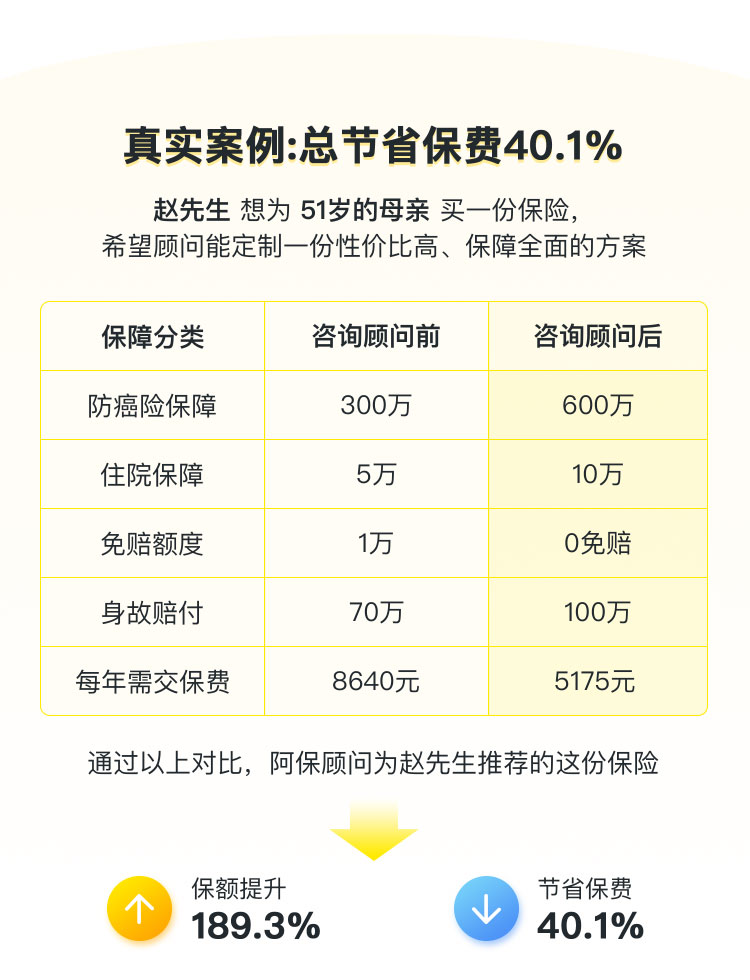 真实案例:总节省保费40.1%
赵先生 想为 51岁的母亲 买一份保险，
希望顾问能定制一份性价比高、保障全面的方案
保障分类 咨询顾问前 咨询顾问后
防癌险保障 300万 600万
住院保障 5万 10万
免赔额度 1万 0免赔
身故赔付 70万 100万
每年需交保费 8640元 5175元
通过以上对比，阿保顾问为赵先生推荐的这份保险
保额提升 节省保费
189.3% 40.1%